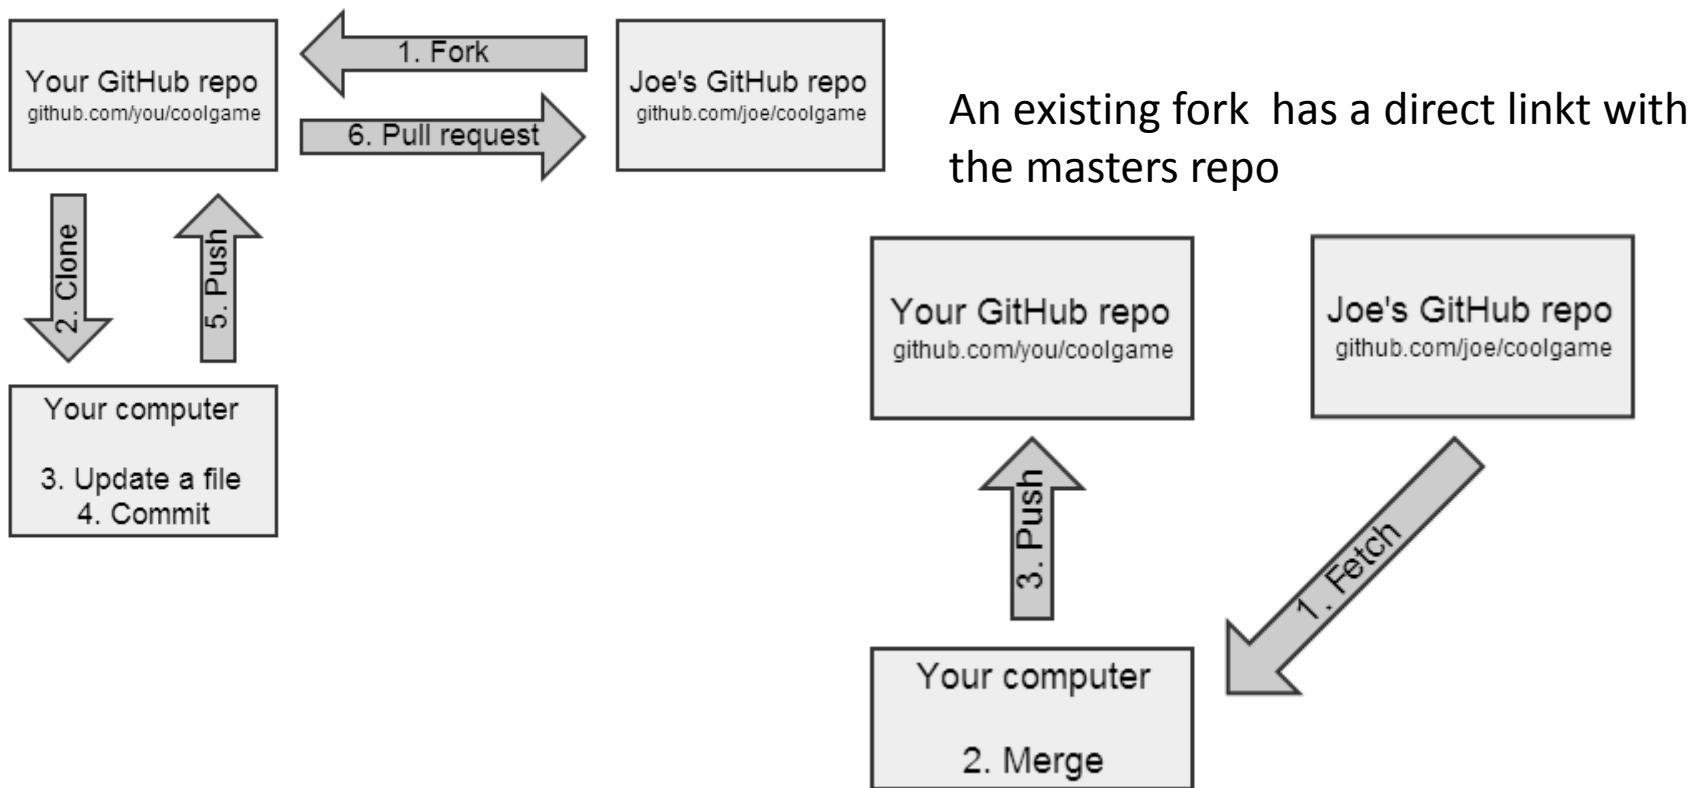 1. Fork
Your GitHub repo
github.com/you/coolgame
Joe's GitHub repo
github.com/joe/coolgame
6. Pull request
2. Clone
5. Push
Your computer
3. Update a file
4. Commit
An existing fork  has a direct linkt with
the masters repo
Your GitHub repo
github.com/you/coolgame
Joe's GitHub repo
github.com/joe/coolgame
3. Push
1. Fetch
Your computer
2. Merge